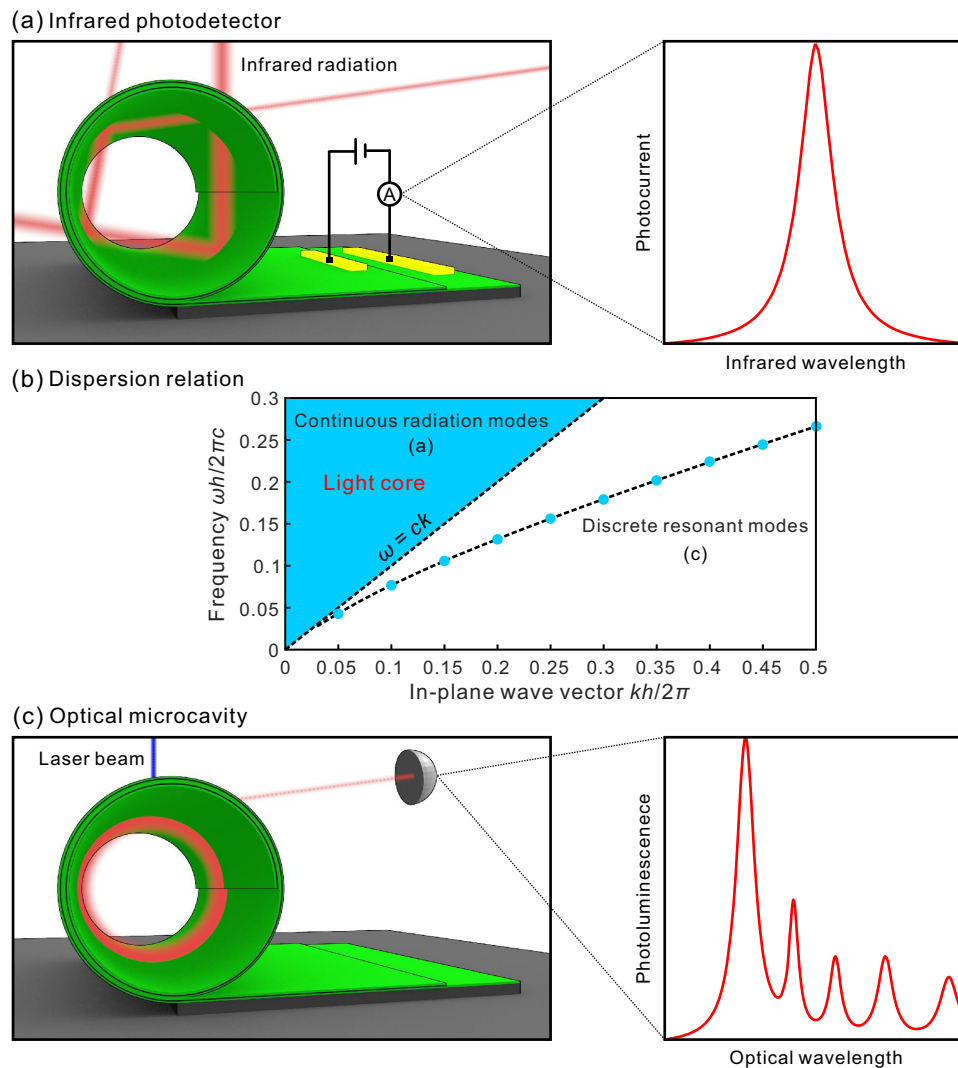 (a) Infrared photodetector
Infrared radiation
A
Photocurrent
Infrared wavelength
(b) Dispersion relation
Frequency ωh/2πc
0.3
0.25
0.2
0.15
0.1
0.05
0
Continuous radiation modes
(a)
Light core
ω = ck
Discrete resonant modes
(c)
0 0.05 0.1 0.15 0.2 0.25 0.3 0.35 0.4 0.45 0.5
In-plane wave vector kh/2π
(c) Optical microcavity
Laser beam
Photoluminescenece
Optical wavelength